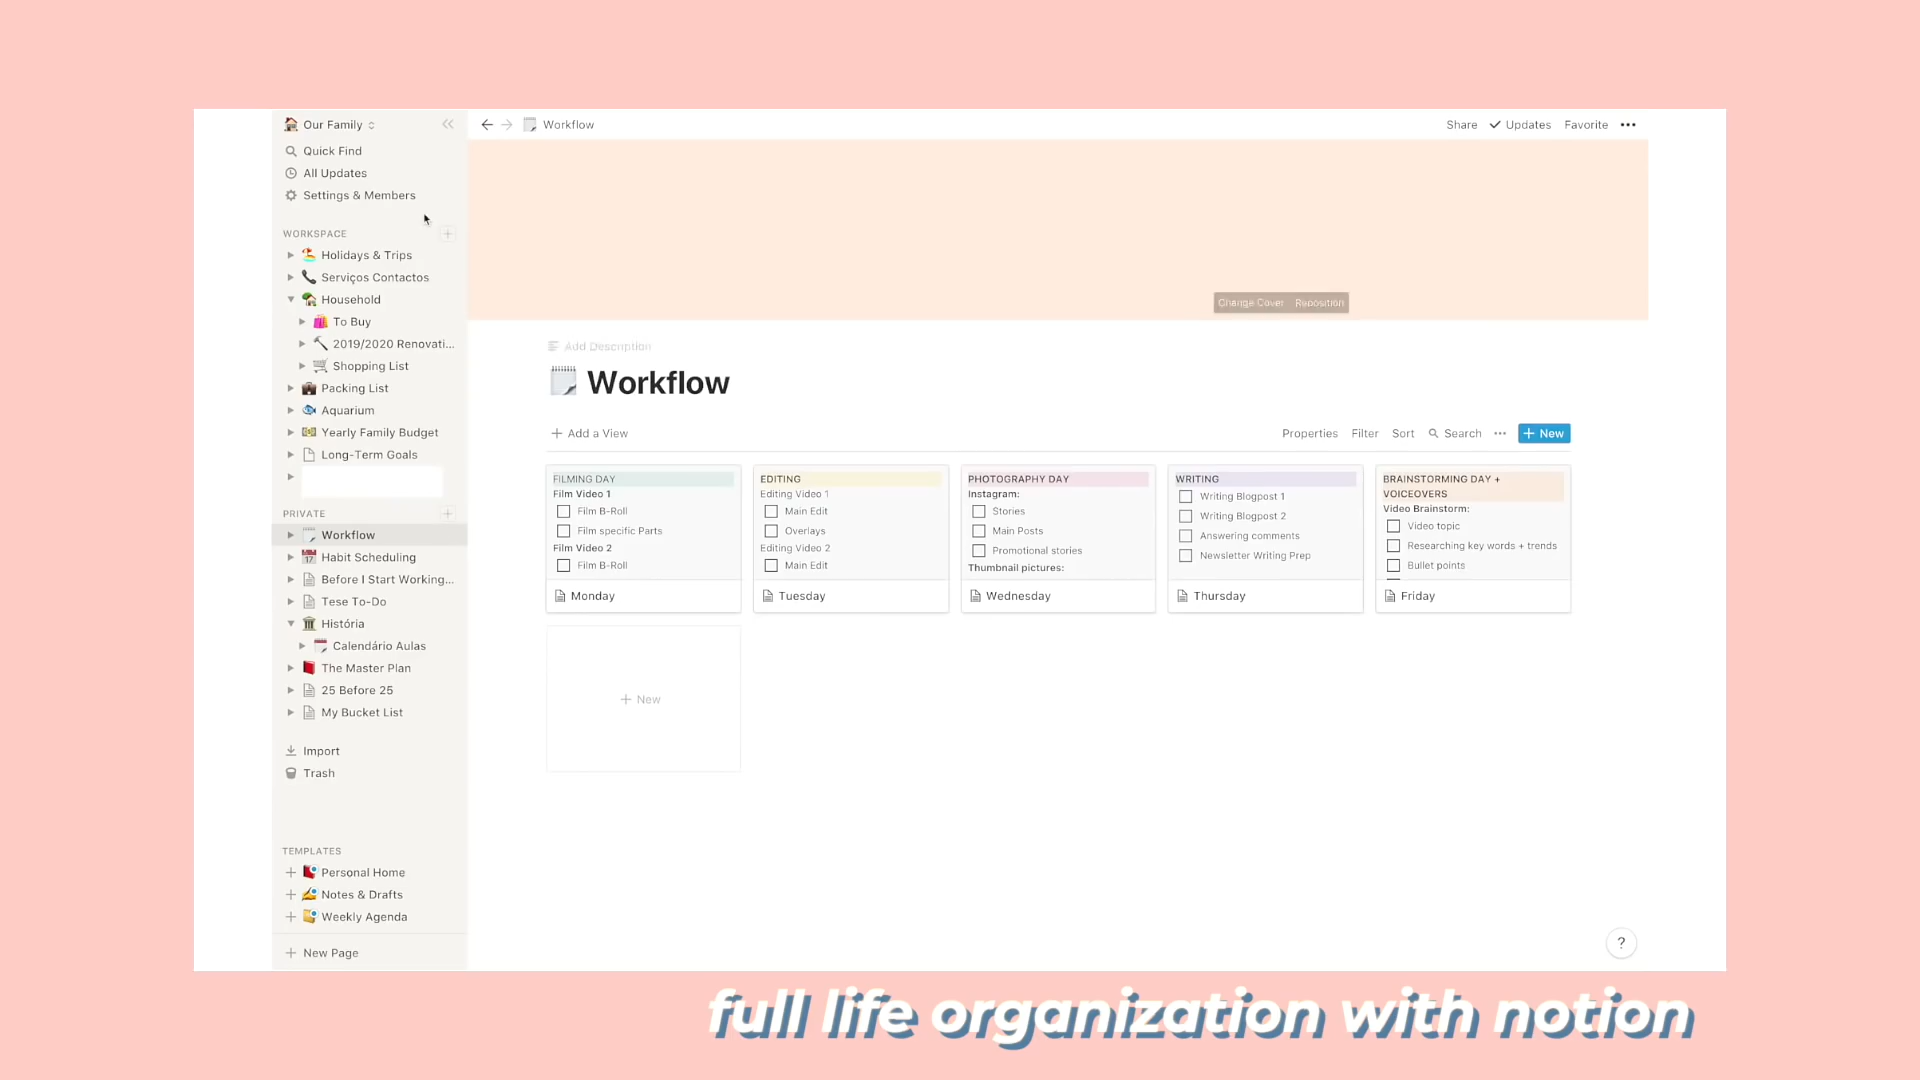 Our Family
Quick Find
All Updates
Settings & Members
WORKSPACE
Holidays & Trips
Serviços Contactos
Household
To Buy
2019/2020 Renovati...
Shopping List
Packing List
Aquarium
Yearly Family Budget
Long-Term Goals
PRIVATE
Workflow
Habit Scheduling
Before I Start Working...
Tese To-Do
História
Calendário Aulas
The Master Plan
25 Before 25
My Bucket List
Import
Trash
TEMPLATES
Personal Home
Notes & Drafts
Weekly Agenda
New Page
Workflow
Share Updates Favorite
Change Cover Reposition
Add Description
Workflow
Add a View
Properties Filter Sort Search New
FILMING DAY
Film Video 1
Film B-Roll
Film specific Parts
Film Video 2
Film B-Roll
Monday
EDITING
Editing Video 1
Main Edit
Overlays
Editing Video 2
Main Edit
Tuesday
PHOTOGRAPHY DAY
Instagram:
Stories
Main Posts
Promotional stories
Thumbnail pictures:
Wednesday
WRITING
Writing Blogpost 1
Writing Blogpost 2
Answering comments
Newsletter Writing Prep
Thursday
BRAINSTORMING DAY +
VOICEOVERS
Video Brainstorm:
Video topic
Researching key words + trends
Bullet points
Friday
+ New
?
full life organization with notion